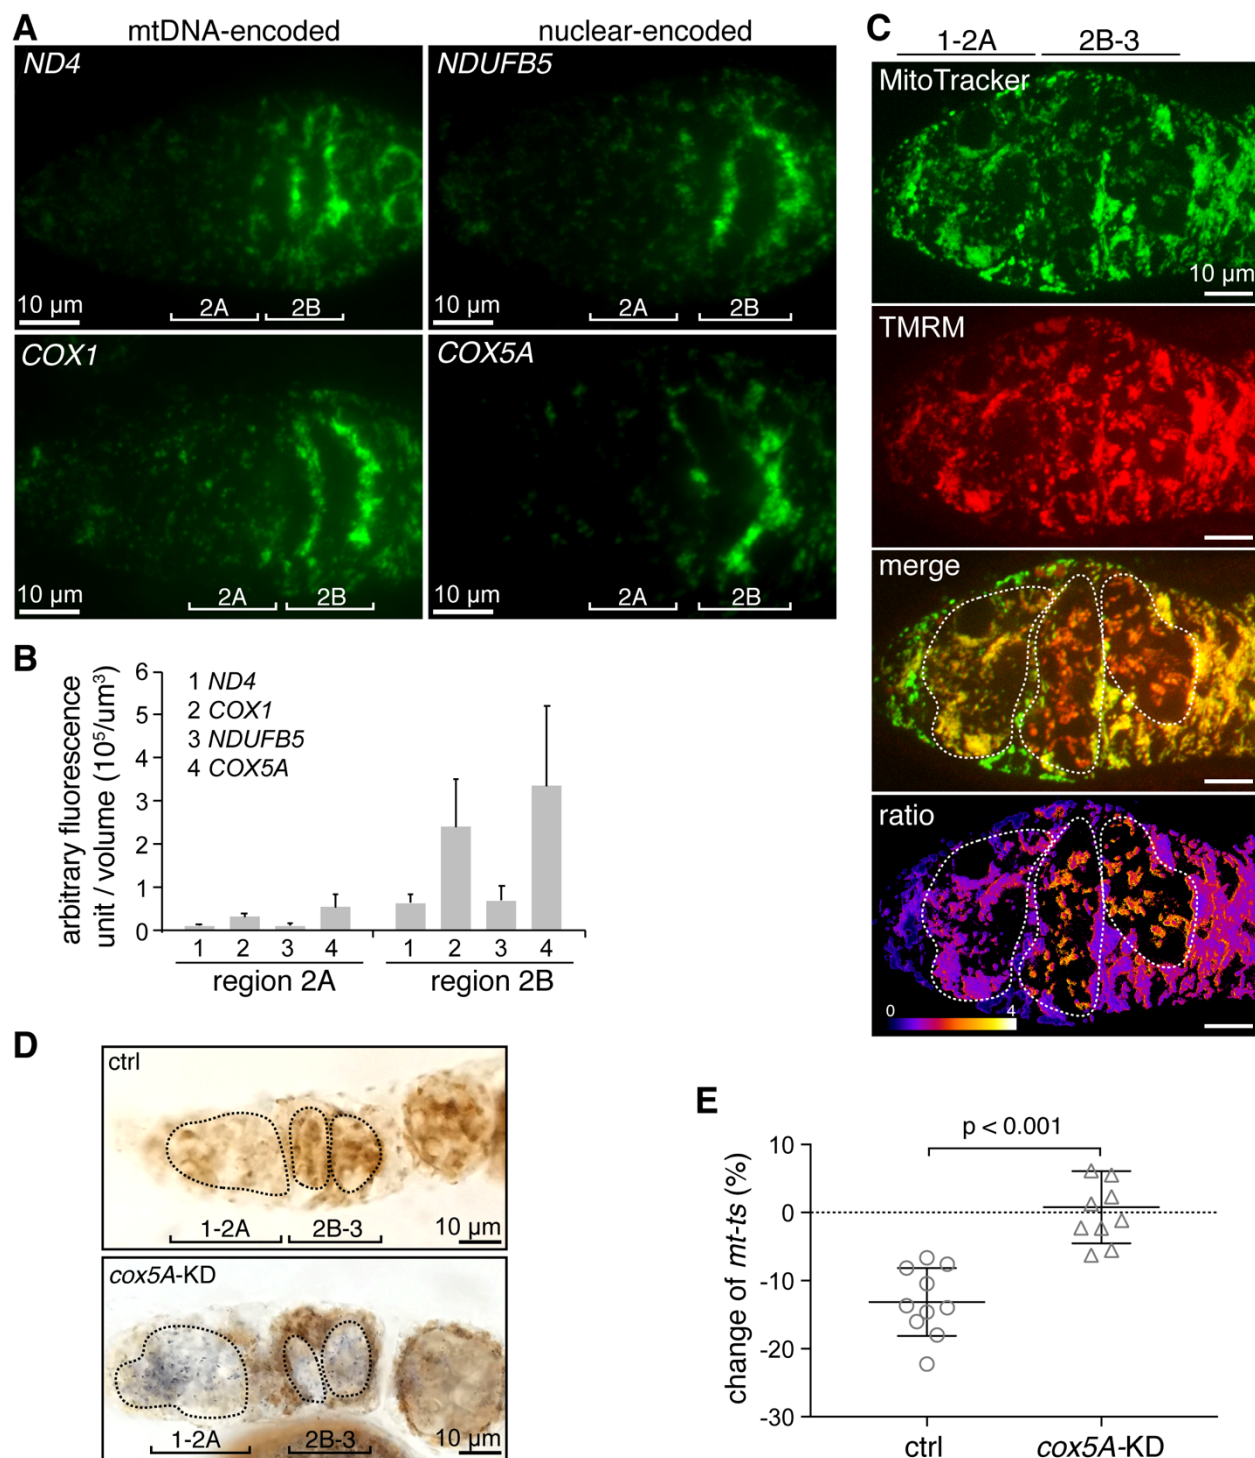 A
mtDNA-encoded
nuclear-encoded
ND4
10 µm
2A
2B
NDUFB5
10 µm
2A
2B
COX1
10 µm
2A
2B
COX5A
10 µm
2A
2B
B
arbitrary fluorescence
unit / volume (10⁵/um³)
6
5
4
3
2
1
0
1 ND4
2 COX1
3 NDUFB5
4 COX5A
1 2 3 4
1 2 3 4
region 2A
region 2B
C
1-2A
2B-3
MitoTracker
10 µm
TMRM
merge
ratio
0
4
D
ctrl
1-2A
2B-3
10 µm
cox5A-KD
1-2A
2B-3
10 µm
E
p < 0.001
change of mt-ts (%)
10
0
-10
-20
-30
ctrl
cox5A-KD